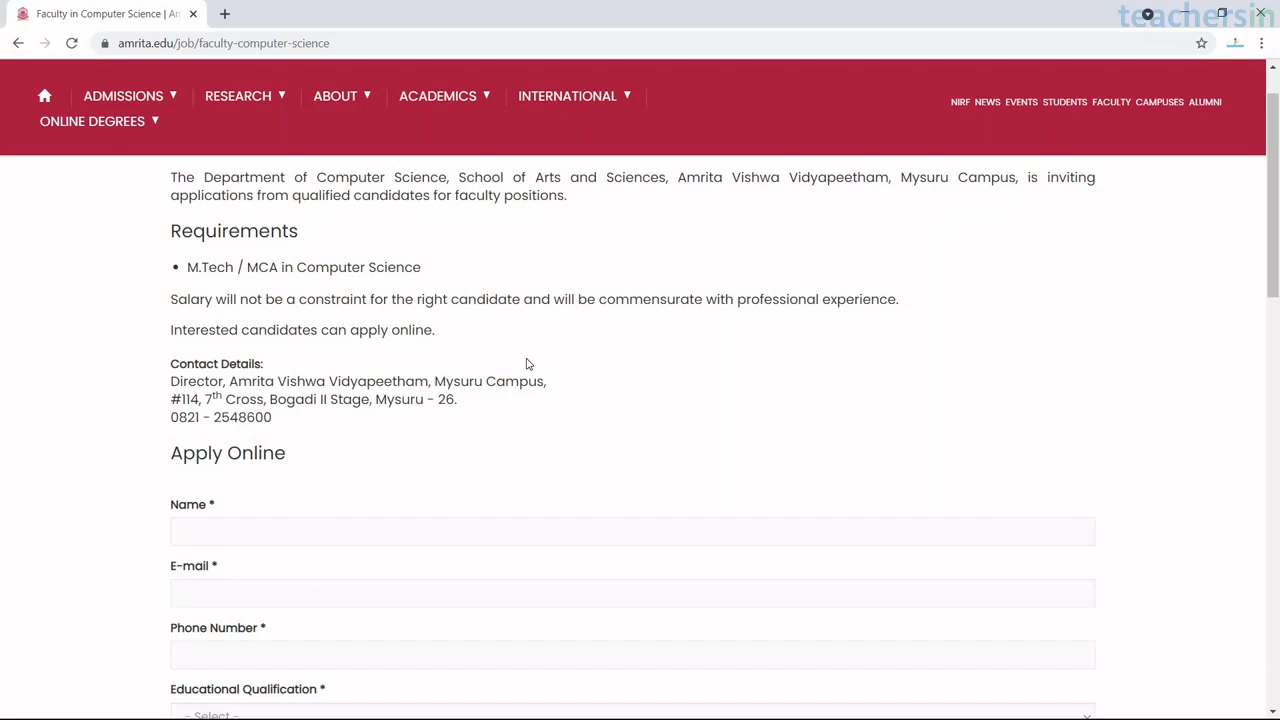 Faculty in Computer Science | An
teachersin
amrita.edu/job/faculty-computer-science
ADMISSIONS ▼ RESEARCH ▼ ABOUT ▼ ACADEMICS ▼ INTERNATIONAL ▼
NIRF NEWS EVENTS STUDENTS FACULTY CAMPUSES ALUMNI
ONLINE DEGREES ▼
The Department of Computer Science, School of Arts and Sciences, Amrita Vishwa Vidyapeetham, Mysuru Campus, is inviting
applications from qualified candidates for faculty positions.
Requirements
• M.Tech / MCA in Computer Science
Salary will not be a constraint for the right candidate and will be commensurate with professional experience.
Interested candidates can apply online.
Contact Details:
Director, Amrita Vishwa Vidyapeetham, Mysuru Campus,
#114, 7th Cross, Bogadi II Stage, Mysuru - 26.
0821 - 2548600
Apply Online
Name *
E-mail *
Phone Number *
Educational Qualification *
- Select -